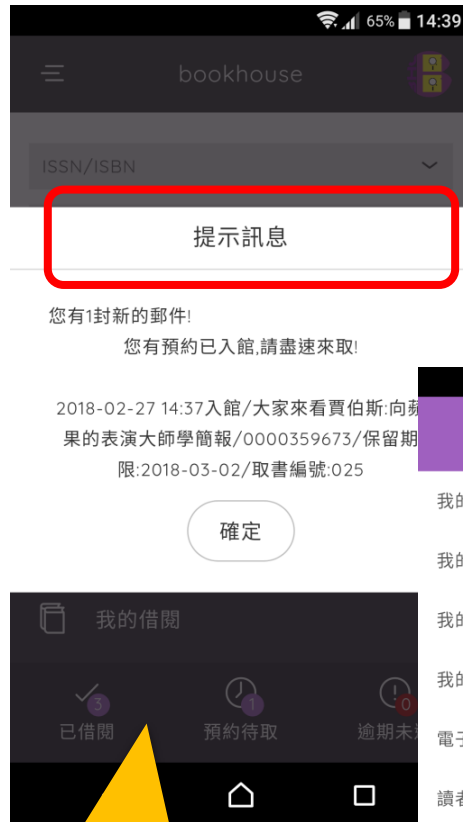 65% 14:39
bookhouse
ISSN/ISBN
提示訊息
您有1封新的郵件!
您有預約已入館,請盡速來取!
2018-02-27 14:37入館/大家來看賈伯斯:向蘋
果的表演大師學簡報/0000359673/保留期
限:2018-03-02/取書編號:025
確定
我的借閱
3
1
0
已借閱
預約待取
逾期未
我的
我的
我的
我的
電子
讀者